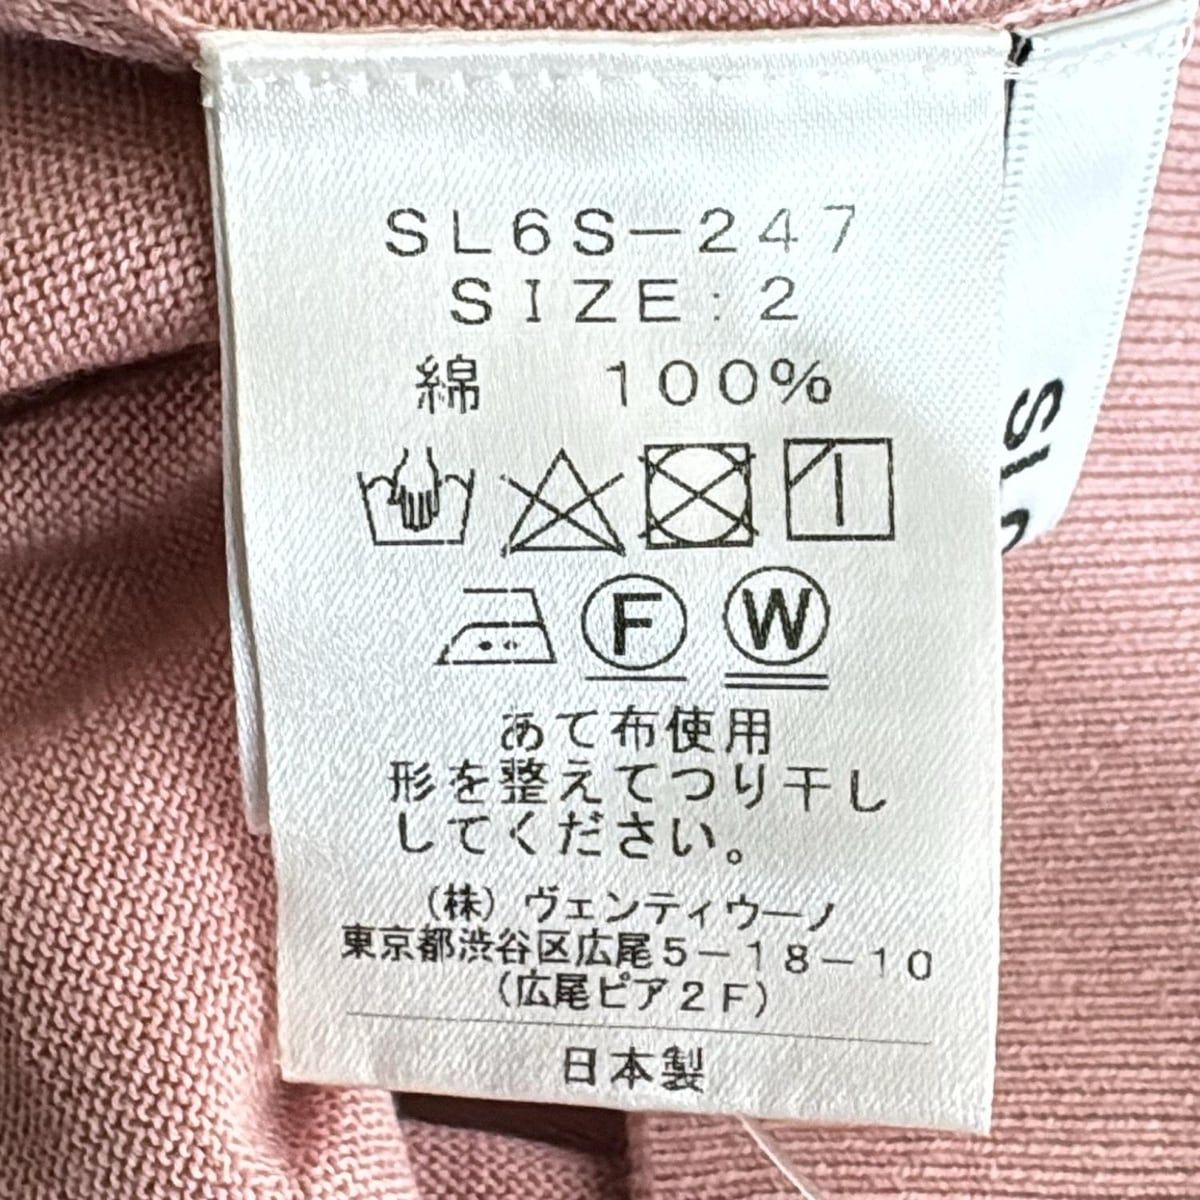 SL6S-247
SIZE:2
綿 100%
F W
あて布使用
形を整えてつり干し
してください。
(株)ヴェンティウーノ
東京都渋谷区広尾5-18-10
(広尾ピア2F)
日本製